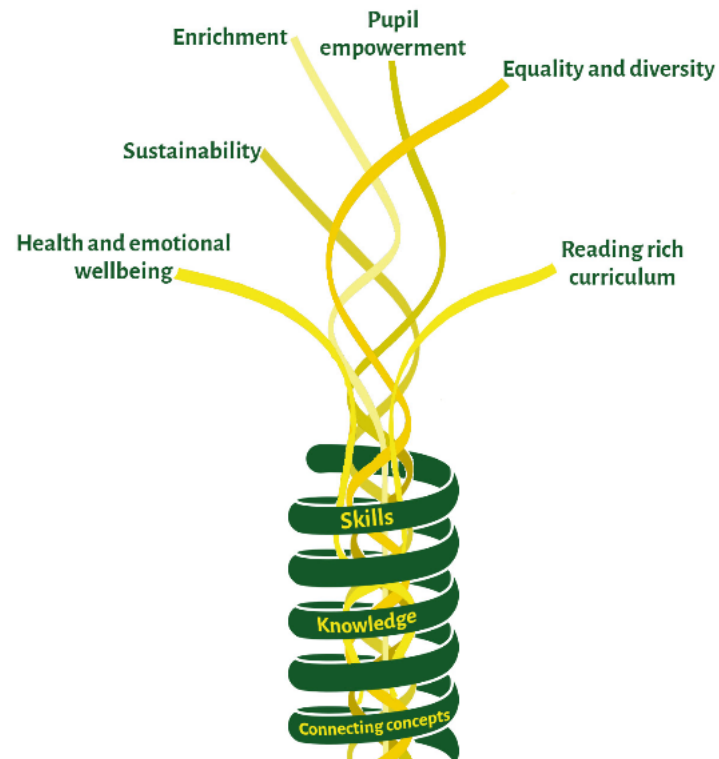 Enrichment
Pupil
empowerment
Equality and diversity
Sustainability
Health and emotional
wellbeing
Reading rich
curriculum
Skills
Knowledge
Connecting concepts